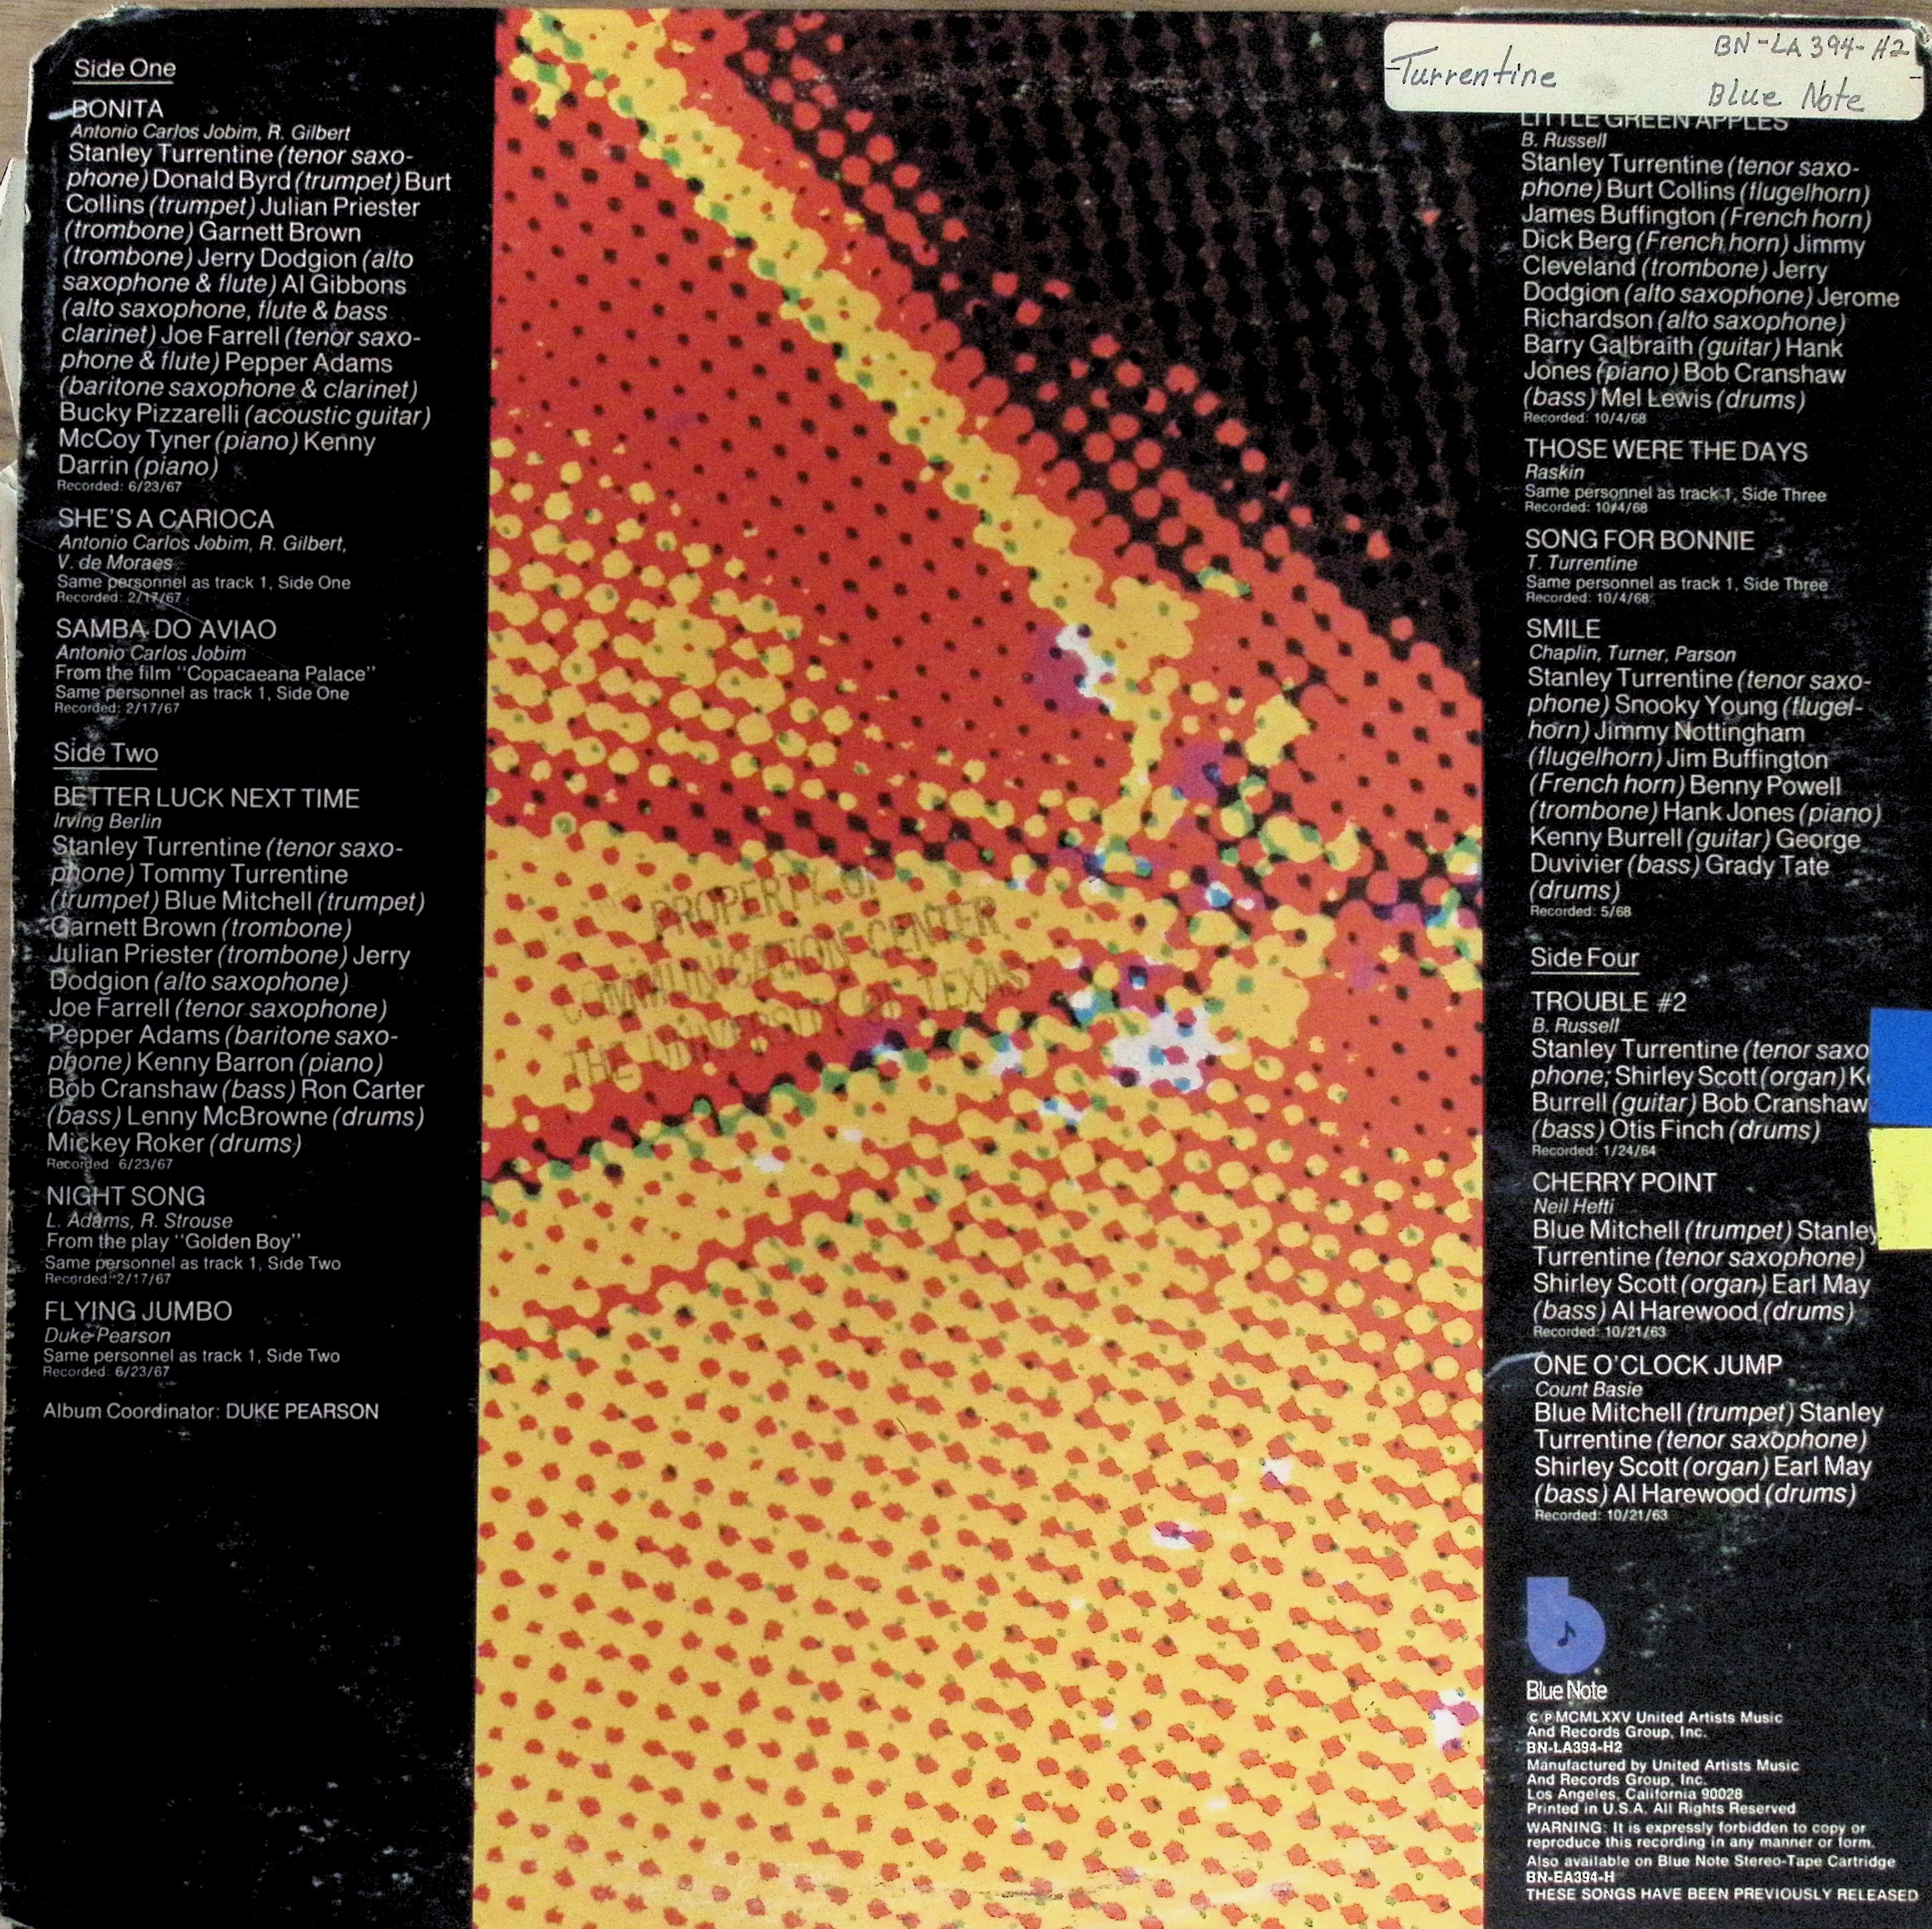 Side One
BONITA
Antonio Carlos Jobim, R. Gilbert
Stanley Turrentine (tenor saxo-
phone) Donald Byrd (trumpet) Burt
Collins (trumpet) Julian Priester
(trombone) Garnett Brown
(trombone) Jerry Dodgion (alto
saxophone & flute) Al Gibbons
(alto saxophone, flute & bass
clarinet) Joe Farrell (tenor saxo-
phone & flute) Pepper Adams
(baritone saxophone & clarinet)
Bucky Pizzarelli (acoustic guitar)
McCoy Tyner (piano) Kenny
Darrin (piano)
Recorded: 6/23/67
SHE'S A CARIOCA
Antonio Carlos Jobim, R. Gilbert,
V. de Moraes
Same personnel as track 1, Side One
Recorded: 2/17/67
SAMBA DO AVIAO
Antonio Carlos Jobim
From the film "Copacaeana Palace"
Same personnel as track 1, Side One
Recorded: 2/17/67
Side Two
BETTER LUCK NEXT TIME
Irving Berlin
Stanley Turrentine (tenor saxo-
phone) Tommy Turrentine
(trumpet) Blue Mitchell (trumpet)
Garnett Brown (trombone)
Julian Priester (trombone) Jerry
Dodgion (alto saxophone)
Joe Farrell (tenor saxophone)
Pepper Adams (baritone saxo-
phone) Kenny Barron (piano)
Bob Cranshaw (bass) Ron Carter
(bass) Lenny McBrowne (drums)
Mickey Roker (drums)
Recorded 6/23/67
NIGHT SONG
L. Adams, R. Strouse
From the play "Golden Boy"
Same personnel as track 1, Side Two
Recorded: 2/17/67
FLYING JUMBO
Duke Pearson
Same personnel as track 1, Side Two
Recorded: 6/23/67
Album Coordinator: DUKE PEARSON
PROPERTY OF
COMMUNICATION CENTER
THE UNIVERSITY of TEXAS
BN-LA 394-H2
Turrentine
Blue Note
LITTLE GREEN APPLES
B. Russell
Stanley Turrentine (tenor saxo-
phone) Burt Collins (flugelhorn)
James Buffington (French horn)
Dick Berg (French horn) Jimmy
Cleveland (trombone) Jerry
Dodgion (alto saxophone) Jerome
Richardson (alto saxophone)
Barry Galbraith (guitar) Hank
Jones (piano) Bob Cranshaw
(bass) Mel Lewis (drums)
Recorded: 10/4/68
THOSE WERE THE DAYS
Raskin
Same personnel as track 1, Side Three
Recorded: 10/4/68
SONG FOR BONNIE
T. Turrentine
Same personnel as track 1, Side Three
Recorded: 10/4/68
SMILE
Chaplin, Turner, Parson
Stanley Turrentine (tenor saxo-
phone) Snooky Young (flugel-
horn) Jimmy Nottingham
(flugelhorn) Jim Buffington
(French horn) Benny Powell
(trombone) Hank Jones (piano)
Kenny Burrell (guitar) George
Duvivier (bass) Grady Tate
(drums)
Recorded: 5/68
Side Four
TROUBLE #2
B. Russell
Stanley Turrentine (tenor saxo
phone; Shirley Scott (organ)
Burrell (guitar) Bob Cranshaw
(bass) Otis Finch (drums)
Recorded: 1/24/64
CHERRY POINT
Neil Hefti
Blue Mitchell (trumpet) Stanley
Turrentine (tenor saxophone)
Shirley Scott (organ) Earl May
(bass) Al Harewood (drums)
Recorded: 10/21/63
ONE O'CLOCK JUMP
Count Basie
Blue Mitchell (trumpet) Stanley
Turrentine (tenor saxophone)
Shirley Scott (organ) Earl May
(bass) Al Harewood (drums)
Recorded: 10/21/63
Blue Note
© ℗ MCMLXXV United Artists Music
And Records Group, Inc.
BN-LA394-H2
Manufactured by United Artists Music
And Records Group, Inc.
Los Angeles, California 90028
Printed in U.S.A. All Rights Reserved
WARNING: It is expressly forbidden to copy or
reproduce this recording in any manner or form.
Also available on Blue Note Stereo-Tape Cartridge
BN-EA394-H
THESE SONGS HAVE BEEN PREVIOUSLY RELEASED